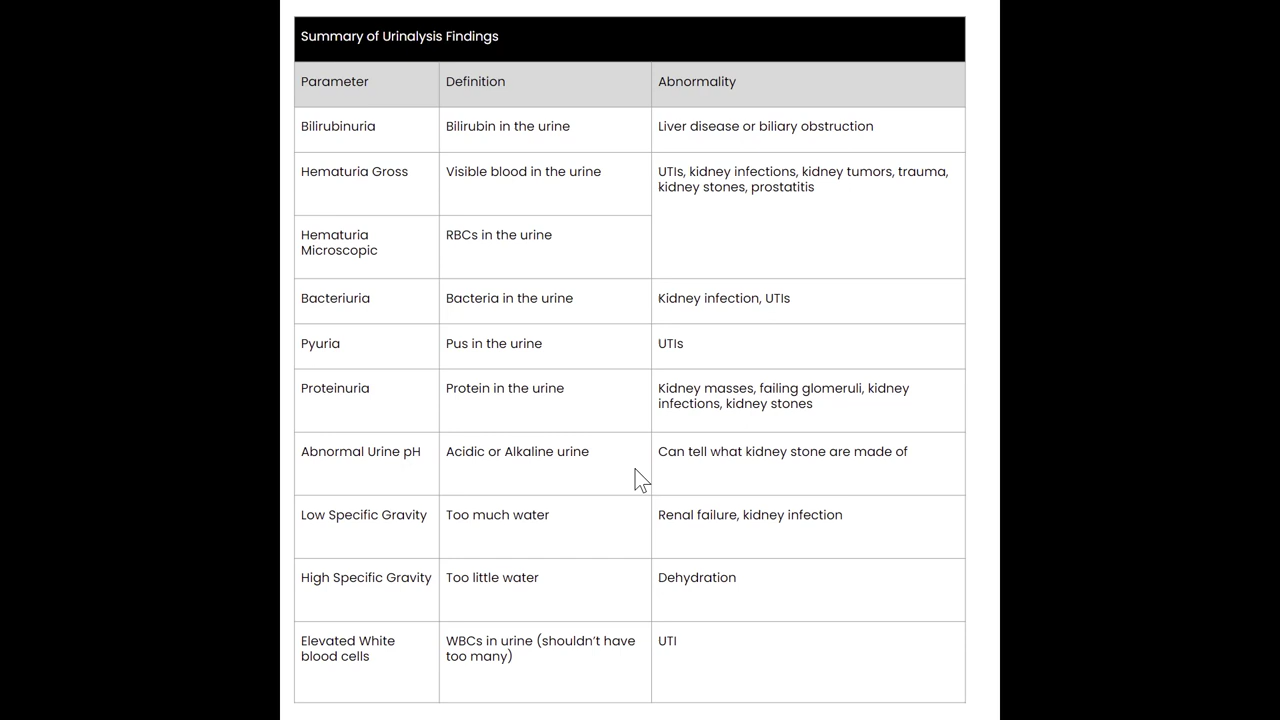 Summary of Urinalysis Findings
Parameter Definition Abnormality
Bilirubinuria Bilirubin in the urine Liver disease or biliary obstruction
Hematuria Gross Visible blood in the urine UTIs, kidney infections, kidney tumors, trauma,
kidney stones, prostatitis
Hematuria RBCs in the urine
Microscopic
Bacteriuria Bacteria in the urine Kidney infection, UTIs
Pyuria Pus in the urine UTIs
Proteinuria Protein in the urine Kidney masses, failing glomeruli, kidney
infections, kidney stones
Abnormal Urine pH Acidic or Alkaline urine Can tell what kidney stone are made of
Low Specific Gravity Too much water Renal failure, kidney infection
High Specific Gravity Too little water Dehydration
Elevated White WBCs in urine (shouldn't have UTI
blood cells too many)